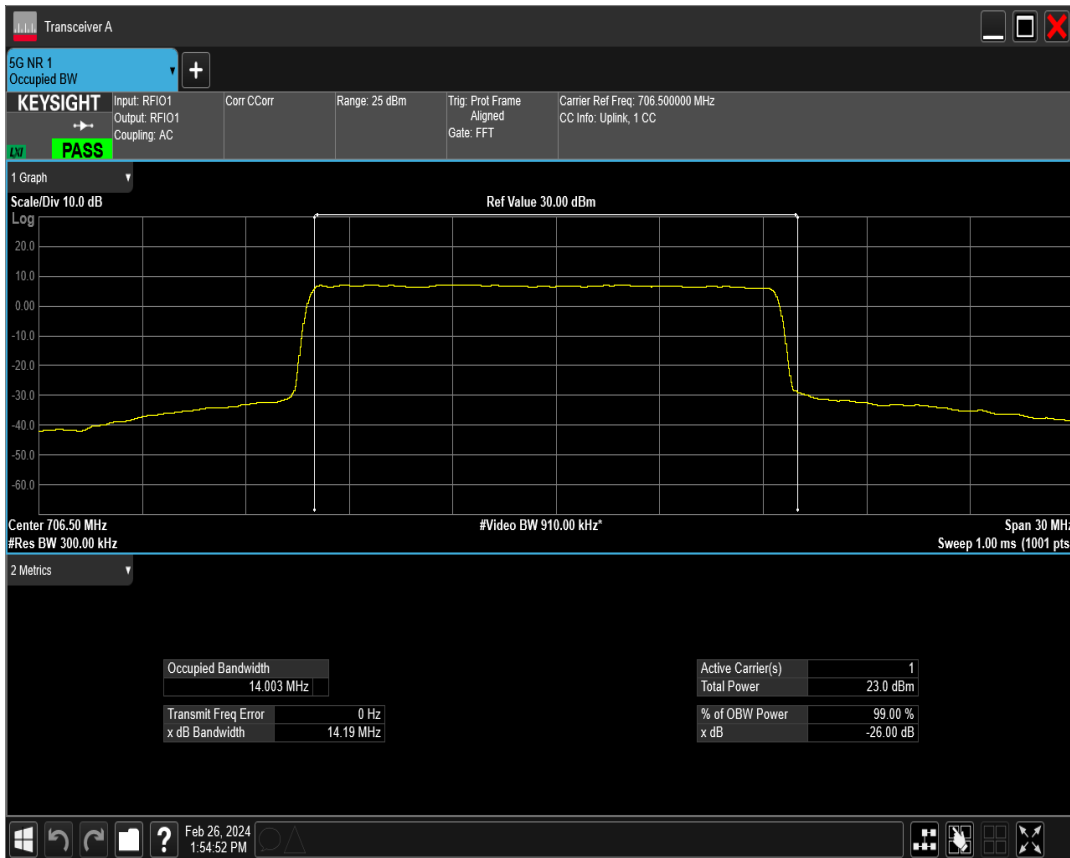 Transceiver A
5G NR 1
Occupied BW
+
KEYSIGHT
LXI
PASS
Input: RFIO1
Output: RFIO1
Coupling: AC
Corr CCorr
Range: 25 dBm
Trig: Prot Frame
Aligned
Gate: FFT
Carrier Ref Freq: 706.500000 MHz
CC Info: Uplink, 1 CC
1 Graph
Scale/Div 10.0 dB
Ref Value 30.00 dBm
Log
20.0
10.0
0.00
-10.0
-20.0
-30.0
-40.0
-50.0
-60.0
Center 706.50 MHz
#Video BW 910.00 kHz*
Span 30 MHz
#Res BW 300.00 kHz
Sweep 1.00 ms (1001 pts
2 Metrics
Occupied Bandwidth
14.003 MHz
Transmit Freq Error 0 Hz
x dB Bandwidth 14.19 MHz
Active Carrier(s) 1
Total Power 23.0 dBm
% of OBW Power 99.00 %
x dB -26.00 dB
?
Feb 26, 2024
1:54:52 PM